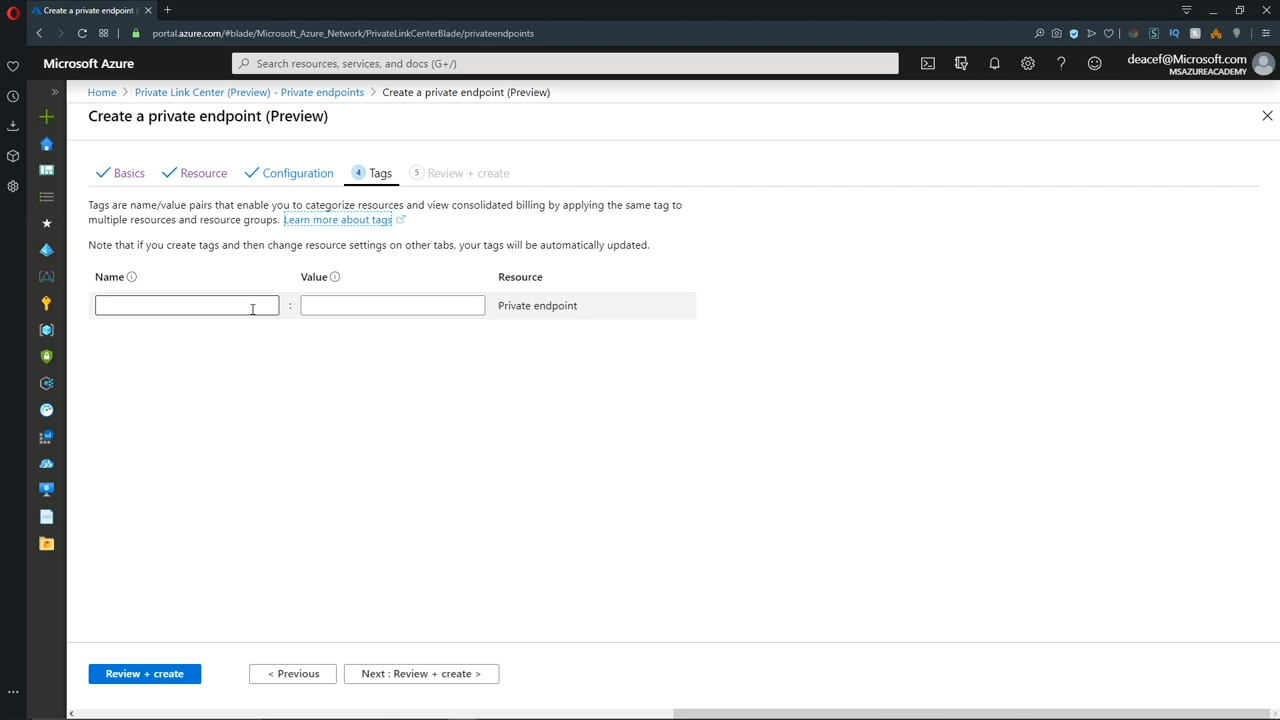 Create a private endpoint (
portal.azure.com/#blade/Microsoft_Azure_Network/PrivateLinkCenterBlade/privateendpoints
Microsoft Azure
Search resources, services, and docs (G+/)
deacef@Microsoft.com
MSAZUREACADEMY
Home > Private Link Center (Preview) - Private endpoints > Create a private endpoint (Preview)
Create a private endpoint (Preview)
Basics Resource Configuration 4 Tags 5 Review + create
Tags are name/value pairs that enable you to categorize resources and view consolidated billing by applying the same tag to
multiple resources and resource groups. Learn more about tags
Note that if you create tags and then change resource settings on other tabs, your tags will be automatically updated.
Name Value Resource
: Private endpoint
Review + create < Previous Next : Review + create >